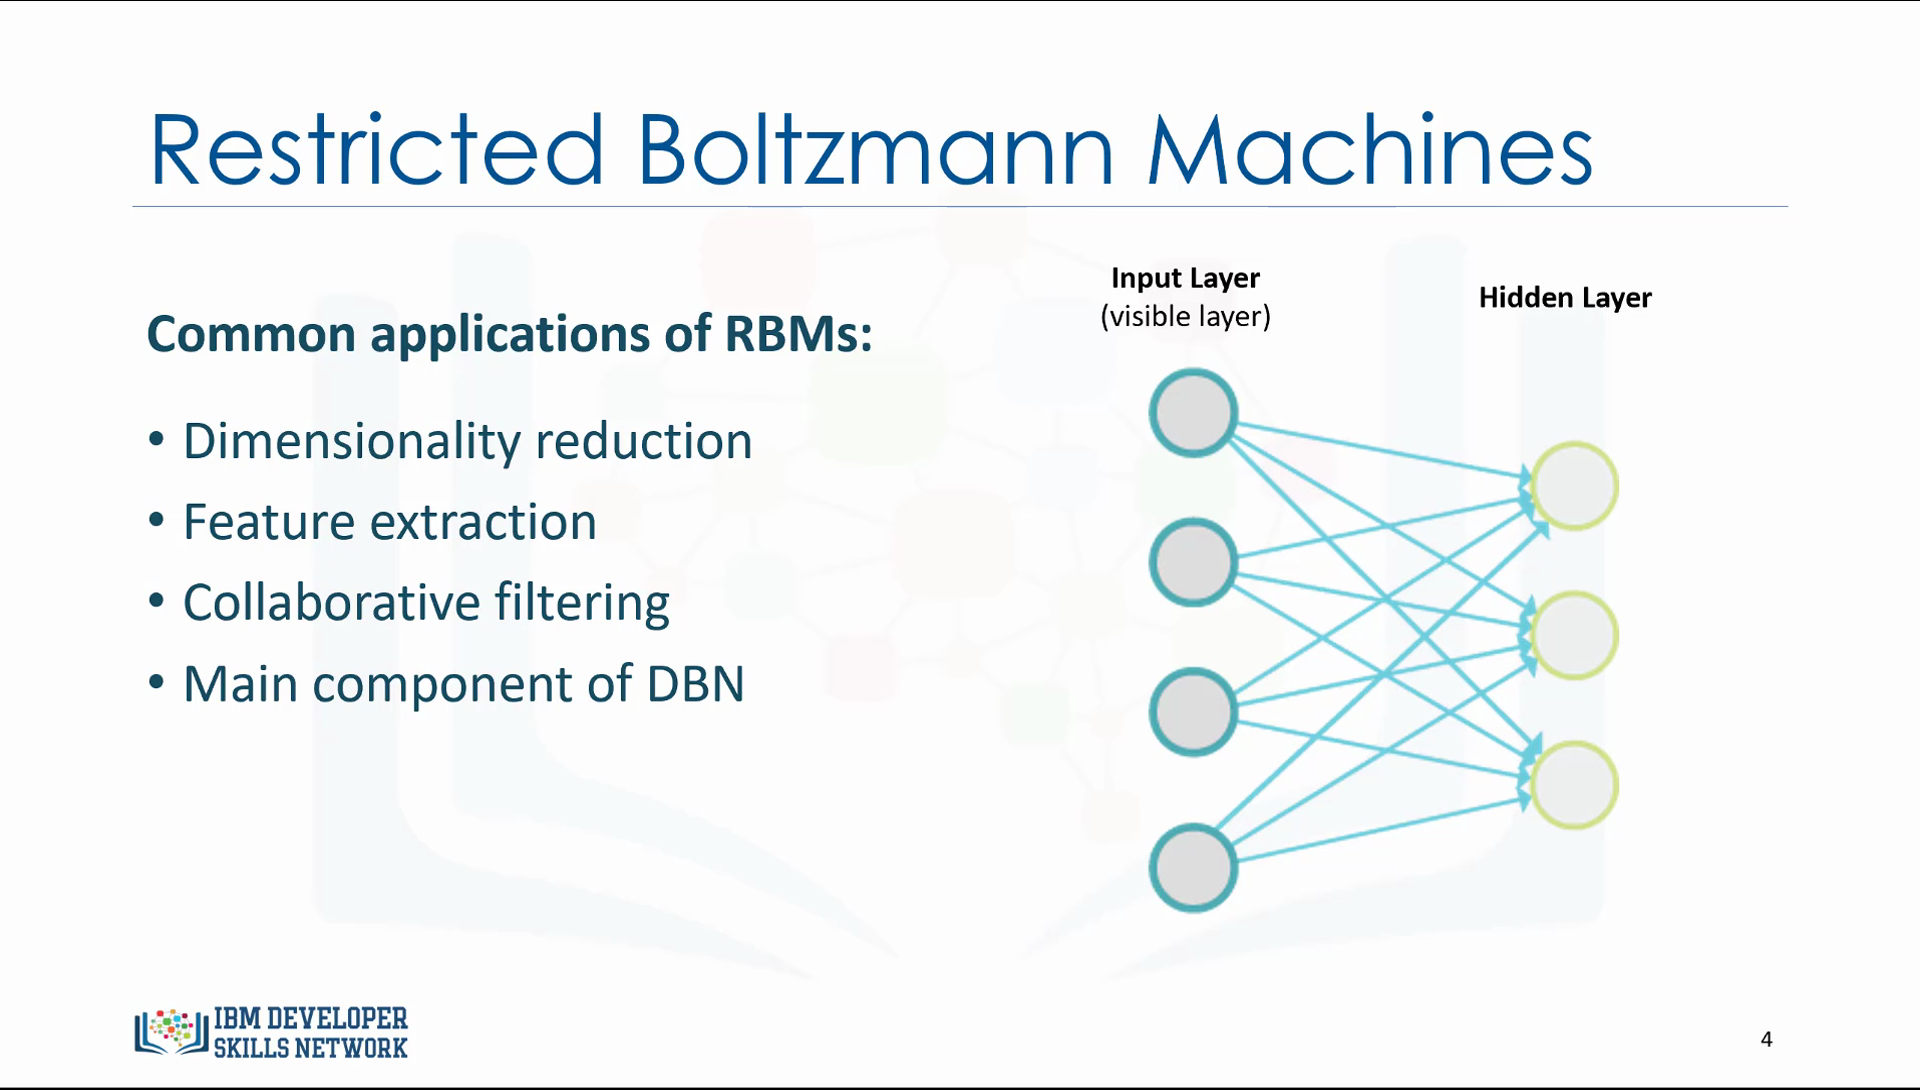 Restricted Boltzmann Machines
Common applications of RBMs:
• Dimensionality reduction
• Feature extraction
• Collaborative filtering
• Main component of DBN
Input Layer
(visible layer)
Hidden Layer
IBM DEVELOPER
SKILLS NETWORK
4